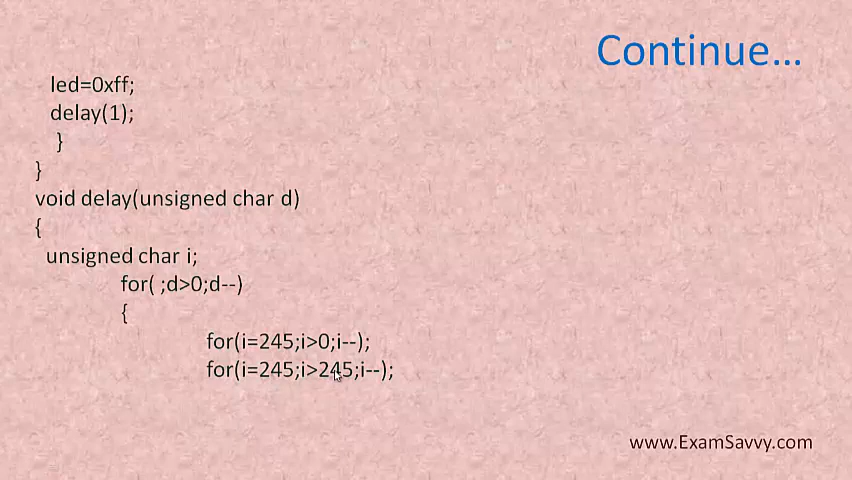 Continue...
led=0xff;
delay(1);
}
}
void delay(unsigned char d)
{
unsigned char i;
for( ;d>0;d--)
{
for(i=245;i>0;i--);
for(i=245;i>245;i--);
www.ExamSavvy.com